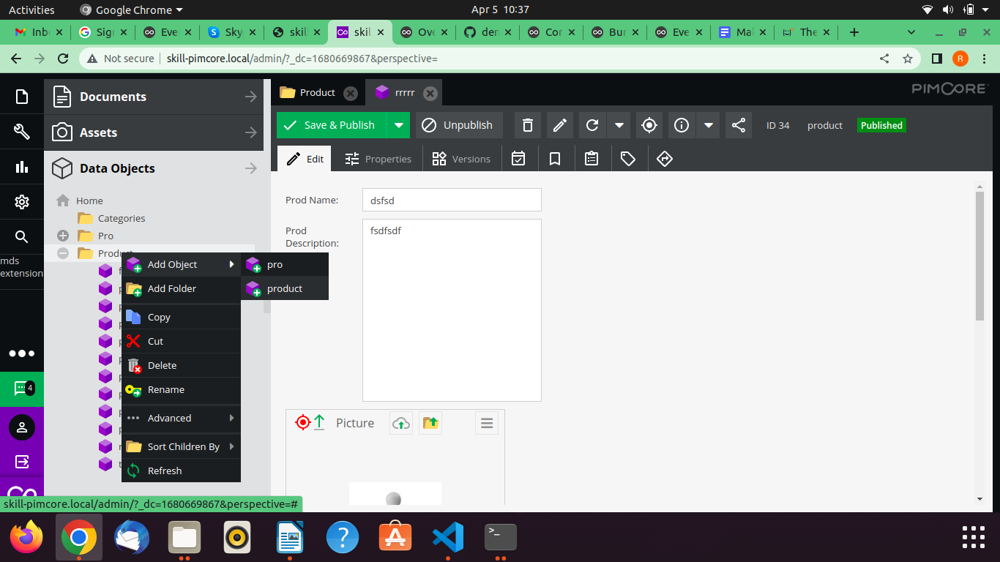 Activities
Google Chrome
Apr 5 10:37
Inb
Sign
Eve
Sky
skil
skil
Ove
den
Cor
Bur
Eve
Mal
The
Not secure
skill-pimcore.local/admin/?_dc=1680669867&perspective=
R
Documents
Assets
Data Objects
Home
Categories
Pro
Produc
mds
extension
4
Add Object
Add Folder
Copy
Cut
Delete
Rename
Advanced
Sort Children By
Refresh
pro
product
Product
rrrrr
PIMCORE
Save & Publish
Unpublish
ID 34
product
Published
Edit
Properties
Versions
Prod Name:
dsfsd
Prod
Description:
fsdfsdf
Picture
skill-pimcore.local/admin/?_dc=1680669867&perspective=#